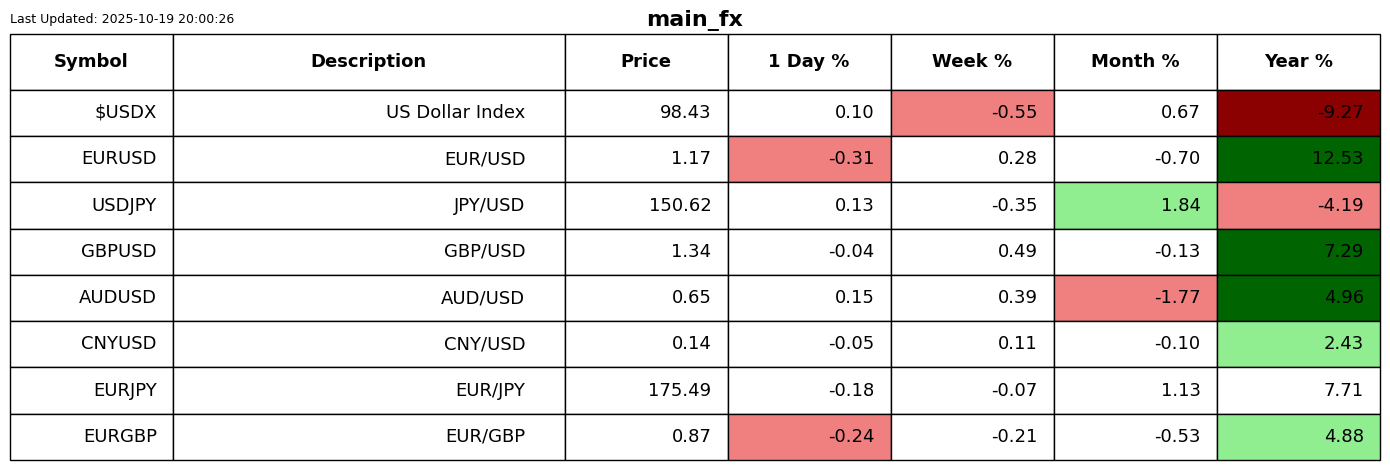 Last Updated: 2025-10-19 20:00:26
main_fx
Symbol Description Price 1 Day % Week % Month % Year %
$USDX US Dollar Index 98.43 0.10 -0.55 0.67 -9.27
EURUSD EUR/USD 1.17 -0.31 0.28 -0.70 12.53
USDJPY JPY/USD 150.62 0.13 -0.35 1.84 -4.19
GBPUSD GBP/USD 1.34 -0.04 0.49 -0.13 7.29
AUDUSD AUD/USD 0.65 0.15 0.39 -1.77 4.96
CNYUSD CNY/USD 0.14 -0.05 0.11 -0.10 2.43
EURJPY EUR/JPY 175.49 -0.18 -0.07 1.13 7.71
EURGBP EUR/GBP 0.87 -0.24 -0.21 -0.53 4.88